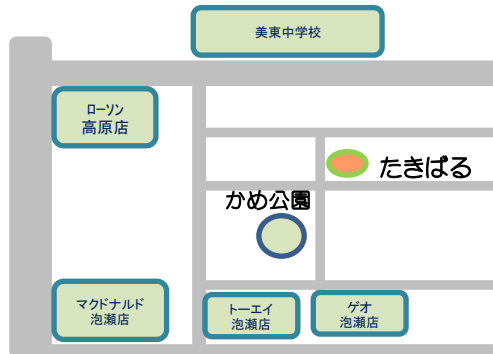 美東中学校
ローソン
高原店
たきばる
かめ公園
マクドナルド
泡瀬店
トーエイ
泡瀬店
ゲオ
泡瀬店